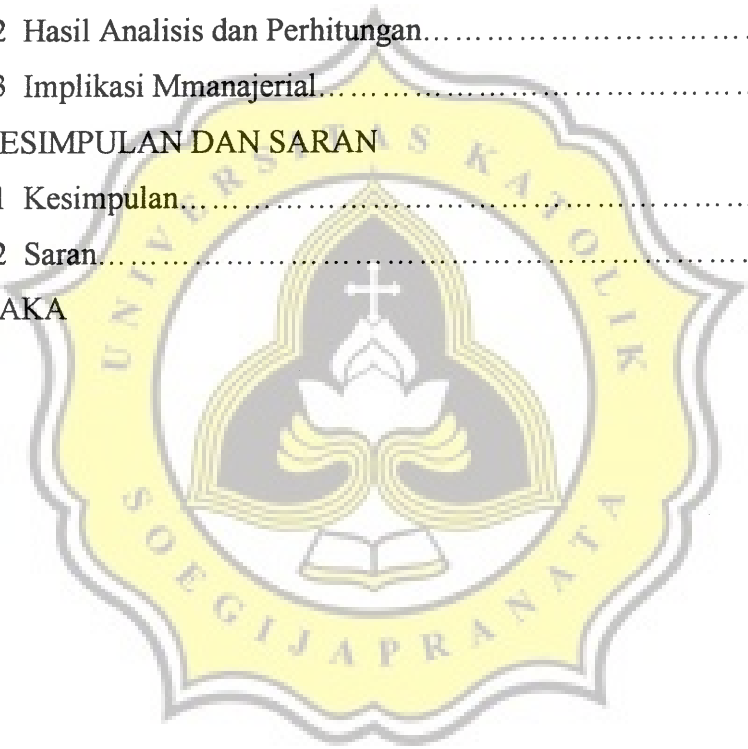 2 Hasil Analisis dan Perhitungan……………………………
3 Implikasi Mmanajerial……………………………………
ESIMPULAN DAN SARAN
1 Kesimpulan…………………………………………………
2 Saran…………………………………………………………
AKA
UNIVERSITAS KATOLIK
SOEGIJAPRANATA